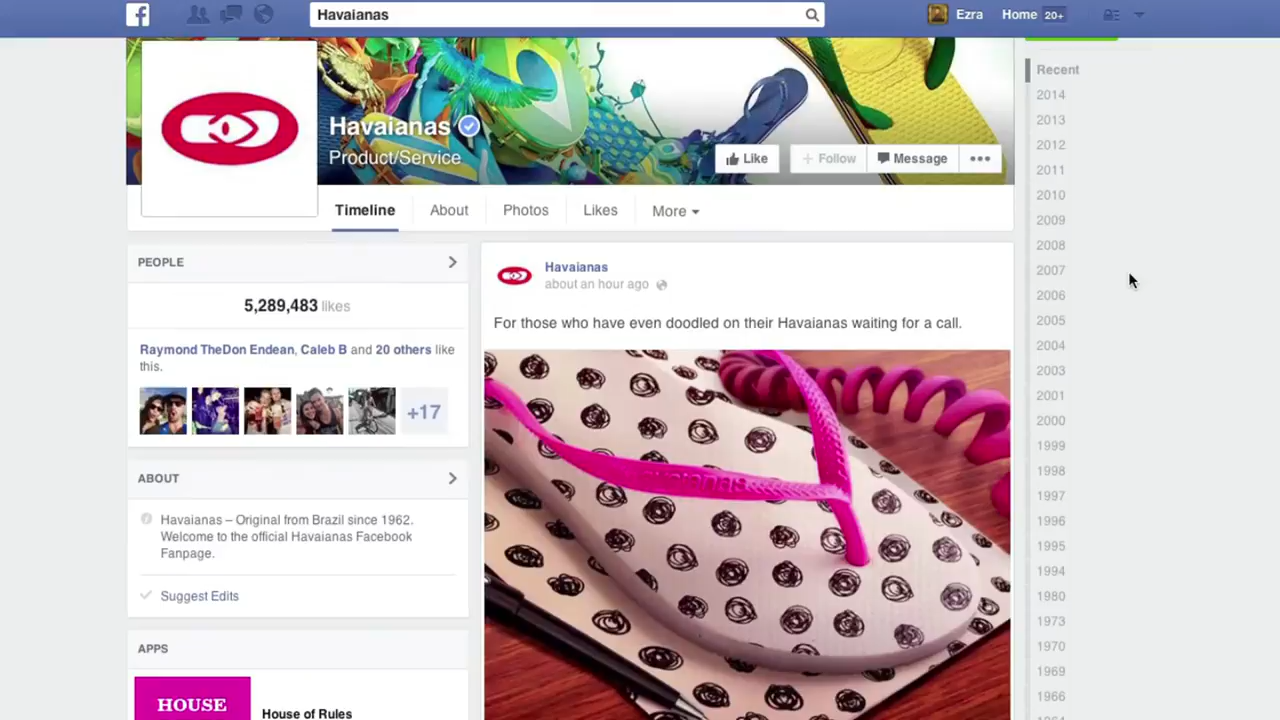 Havaianas
Ezra
Home 20+
Havaianas
Product/Service
Like
+ Follow
Message
Timeline
About
Photos
Likes
More
PEOPLE
5,289,483 likes
Raymond TheDon Endean, Caleb B and 20 others like
this.
+17
ABOUT
Havaianas – Original from Brazil since 1962.
Welcome to the official Havaianas Facebook
Fanpage.
Suggest Edits
APPS
HOUSE
House of Rules
Havaianas
about an hour ago
For those who have even doodled on their Havaianas waiting for a call.
havaianas
Recent
2014
2013
2012
2011
2010
2009
2008
2007
2006
2005
2004
2003
2001
2000
1999
1998
1997
1996
1995
1994
1980
1973
1970
1969
1966